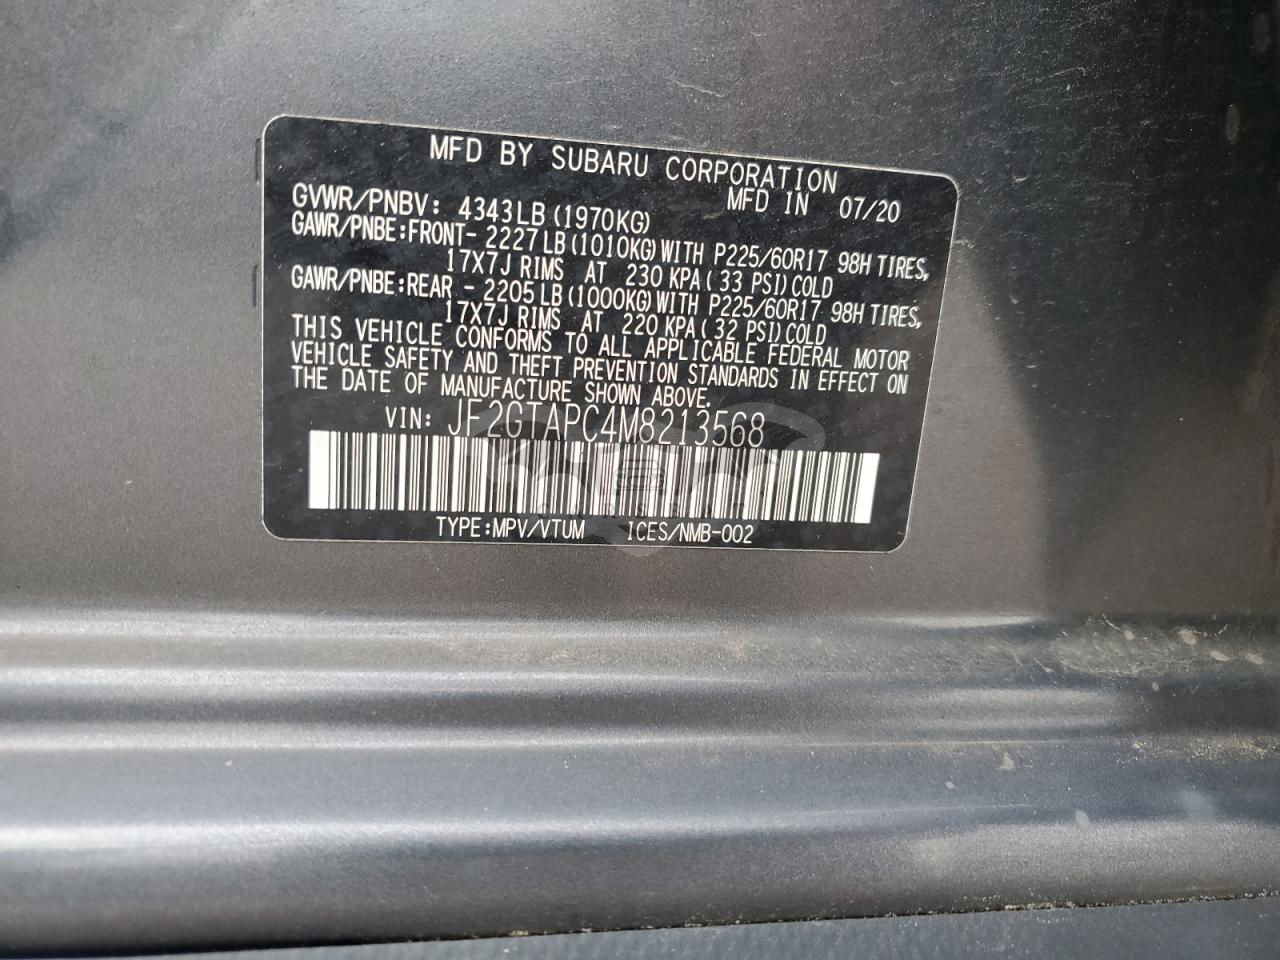 MFD BY SUBARU CORPORATION
MFD IN 07/20
GVWR/PNBV: 4343LB (1970KG)
GAWR/PNBE:FRONT- 2227LB (1010KG) WITH P225/60R17 98H TIRES,
17X7J RIMS AT 230 KPA (33 PSI) COLD
GAWR/PNBE:REAR - 2205LB (1000KG) WITH P225/60R17 98H TIRES,
17X7J RIMS AT 220 KPA (32 PSI) COLD
THIS VEHICLE CONFORMS TO ALL APPLICABLE FEDERAL MOTOR
VEHICLE SAFETY AND THEFT PREVENTION STANDARDS IN EFFECT ON
THE DATE OF MANUFACTURE SHOWN ABOVE.
VIN: JF2GTAPC4M8213568
TYPE:MPV/VTUM ICES/NMB-002